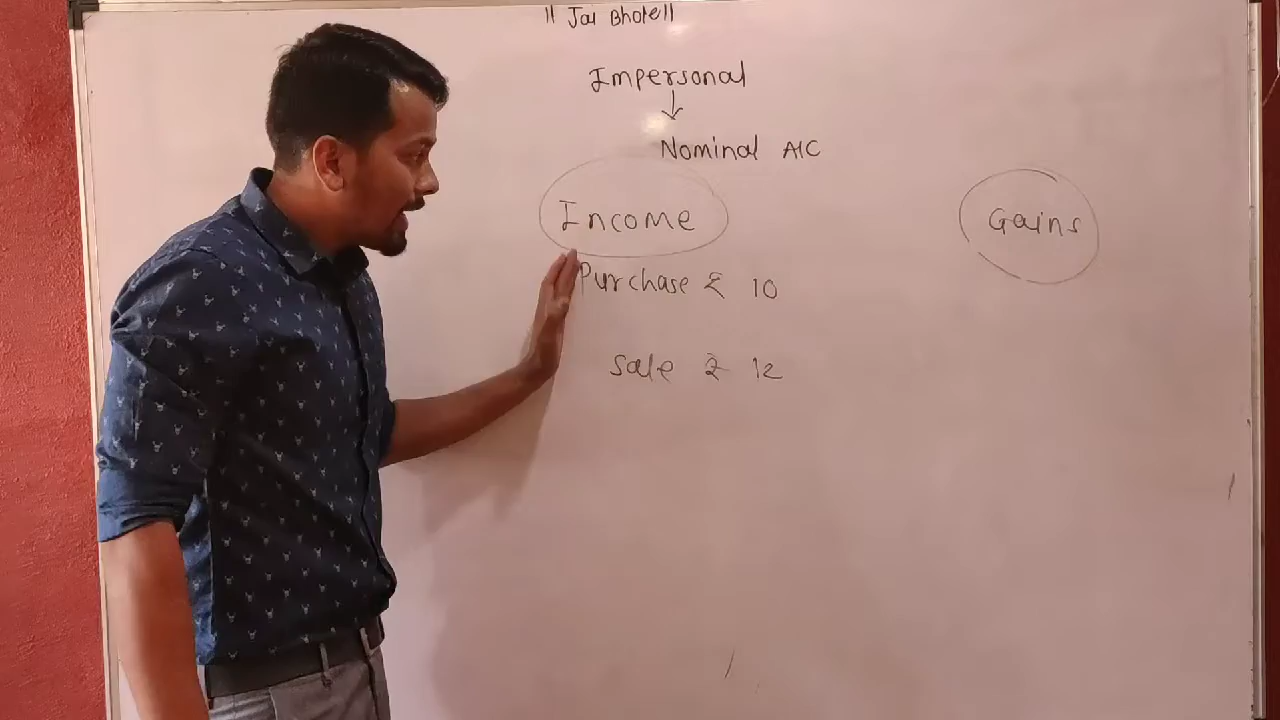 || Jai Bhole ||
Impersonal
↓
Nominal A/C
Income
Gains
Purchase ₹ 10
Sale ₹ 12